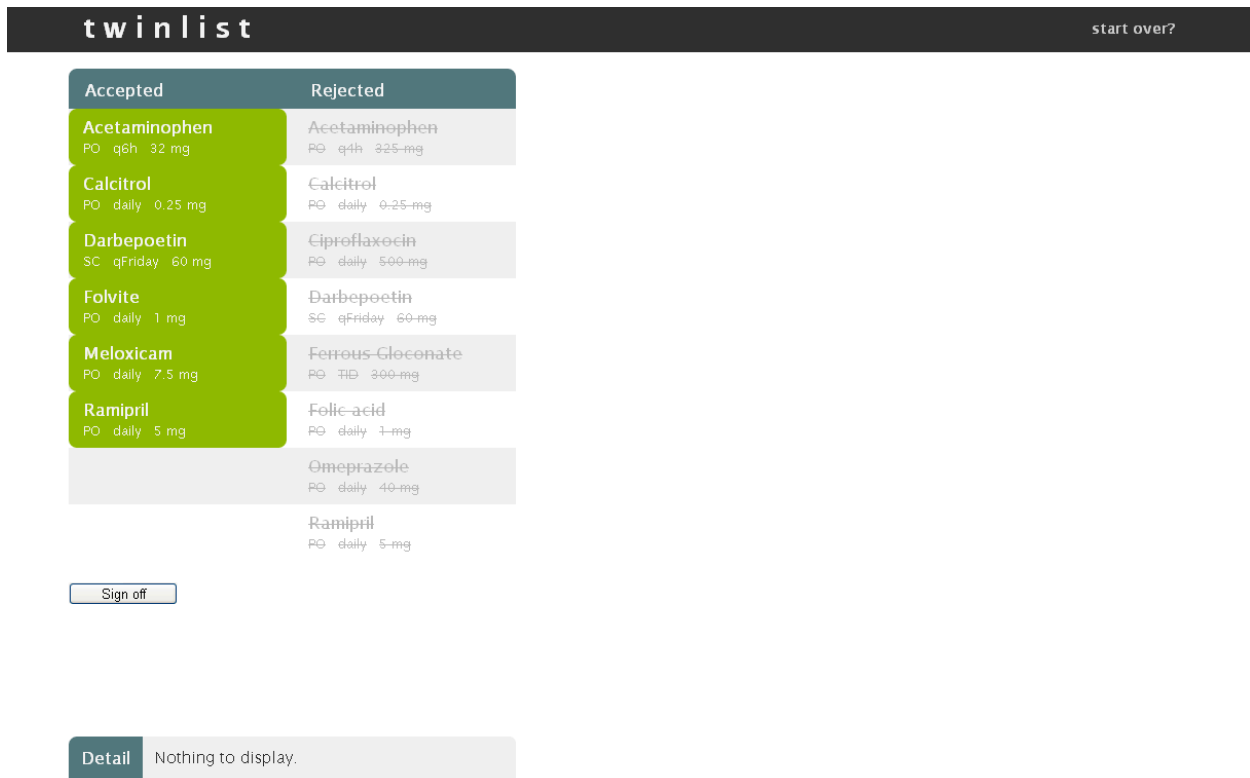 twinlist start over?
Accepted Rejected
Acetaminophen Acetaminophen
PO q6h 32 mg PO q4h 325 mg
Calcitrol Calcitrol
PO daily 0.25 mg PO daily 0.25 mg
Darbepoetin Ciproflaxocin
SC qFriday 60 mg PO daily 500 mg
Folvite Darbepoetin
PO daily 1 mg SC qFriday 60 mg
Meloxicam Ferrous Gloconate
PO daily 7.5 mg PO TID 300 mg
Ramipril Folic acid
PO daily 5 mg PO daily 1 mg
Omeprazole
PO daily 40 mg
Ramipril
PO daily 5 mg
Sign off
Detail Nothing to display.